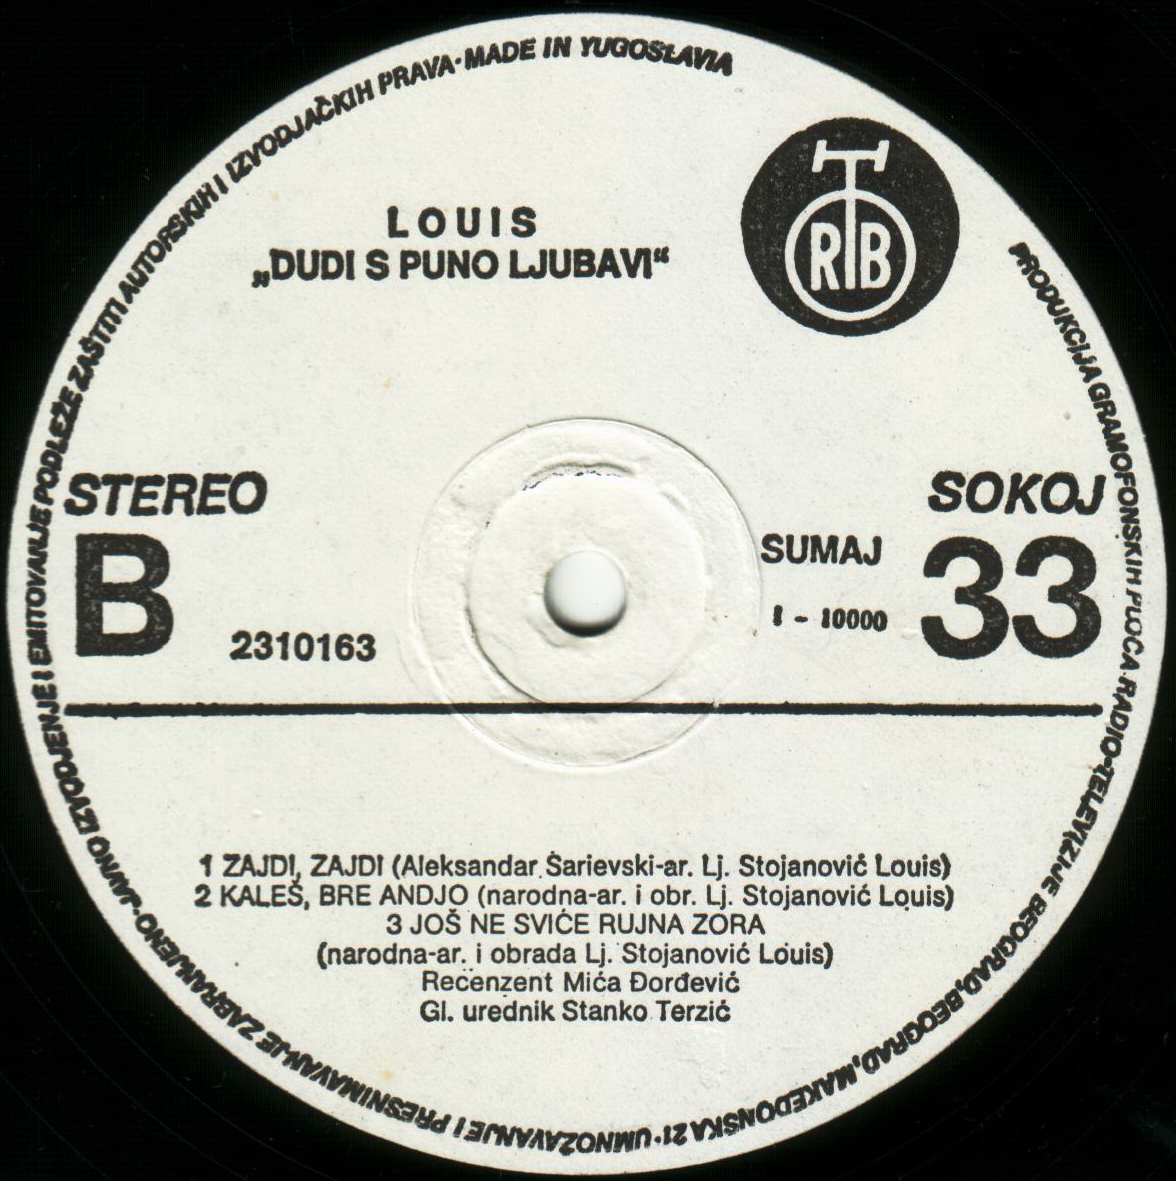 LOUIS
„DUDI S PUNO LJUBAVI“
RTB
STEREO
SOKOJ
B
SUMAJ
33
2310163
1 - 10000
1 ZAJDI, ZAJDI (Aleksandar Šarievski-ar. Lj. Stojanović Louis)
2 KALEŠ, BRE ANDJO (narodna-ar. i obr. Lj. Stojanović Louis)
3 JOŠ NE SVIĆE RUJNA ZORA
(narodna-ar. i obrada Lj. Stojanović Louis)
Recenzent Mića Đorđević
Gl. urednik Stanko Terzić
PRODUKCIJA GRAMOFONSKIH PLOČA RADIO-TELEVIZIJE BEOGRAD, BEOGRAD, MAKEDONSKA 21 · UMNOŽAVANJE I PRESNIMAVANJE ZABRANJENO-JAVNO IZVODJENJE I EMITOVANJE PODLEŽE ZAŠTITI AUTORSKIH I IZVODJAČKIH PRAVA · MADE IN YUGOSLAVIA